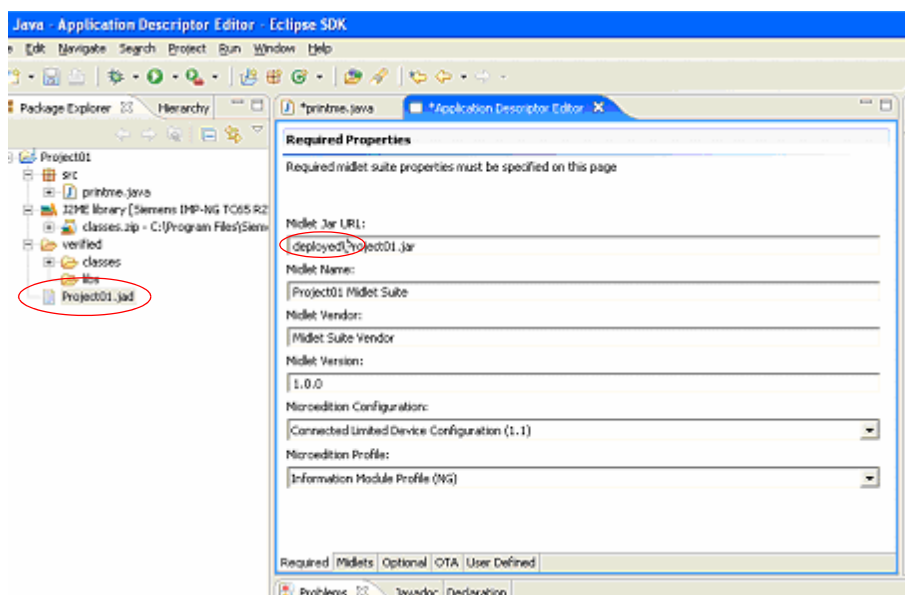 Java - Application Descriptor Editor - Eclipse SDK
Edit Navigate Search Project Run Window Help
Package Explorer Hierarchy
*printme.java *Application Descriptor Editor
Project01
src
printme.java
J2ME library [Siemens IMP-NG TC65 R2
classes.zip - C:\Program Files\Siem
verified
classes
libs
Project01.jad
Required Properties
Required midlet suite properties must be specified on this page
Midlet Jar URL:
deployed\Project01.jar
Midlet Name:
Project01 Midlet Suite
Midlet Vendor:
Midlet Suite Vendor
Midlet Version:
1.0.0
Microedition Configuration:
Connected Limited Device Configuration (1.1)
Microedition Profile:
Information Module Profile (NG)
Required Midlets Optional OTA User Defined
Problems Javadoc Declaration